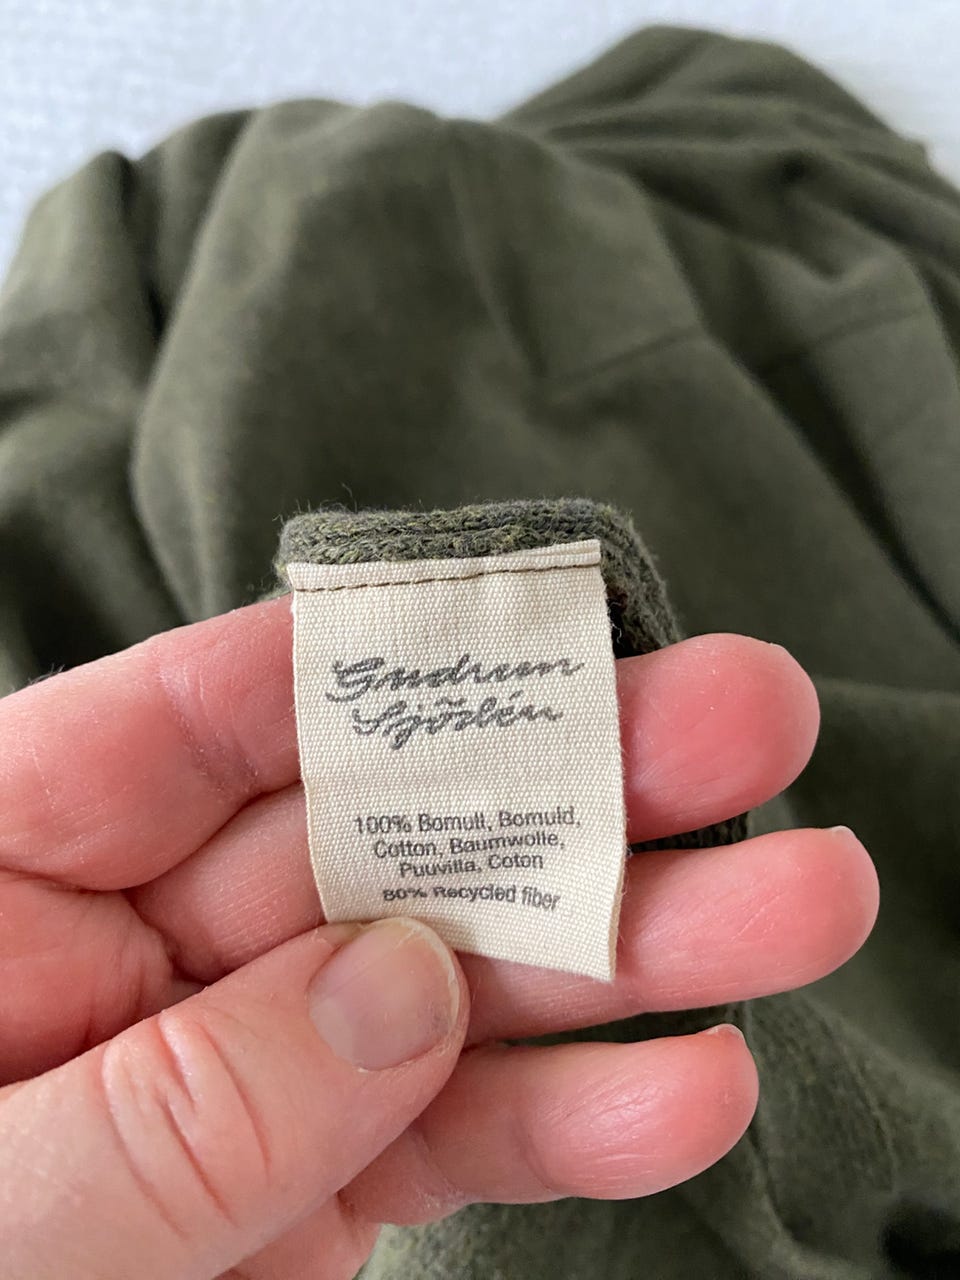 Gudrun
Sjödén
100% Bomull, Bomuld,
Cotton, Baumwolle,
Puuvilla, Coton
80% Recycled fiber